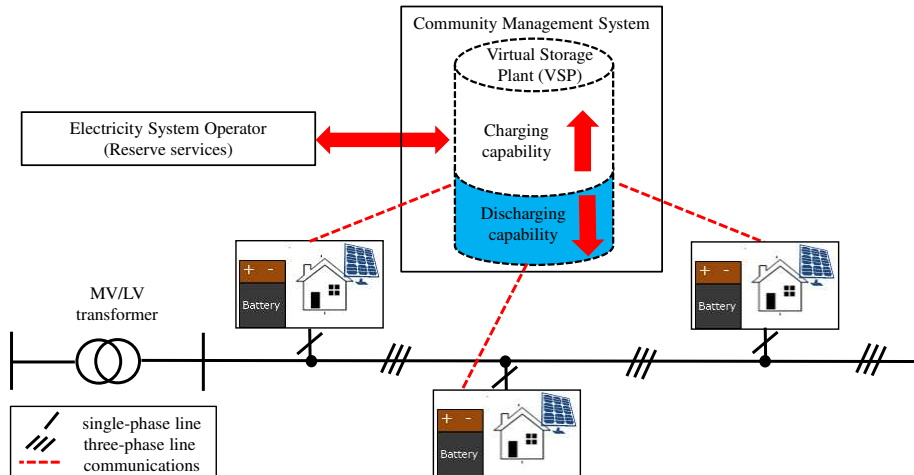 Community Management System
Virtual Storage
Plant (VSP)
Electricity System Operator
(Reserve services)
Charging
capability
Discharging
capability
+ -
Battery
+ -
Battery
MV/LV
transformer
+ -
Battery
single-phase line
three-phase line
communications